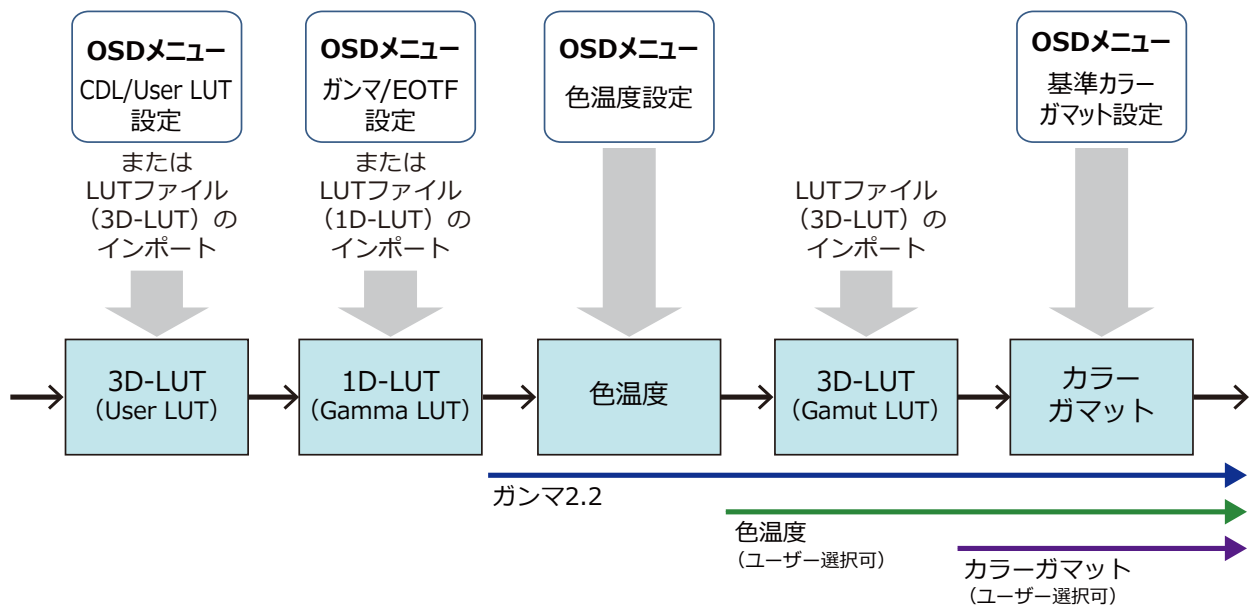 OSDメニュー
CDL/User LUT
設定
または
LUTファイル
（3D-LUT）の
インポート
OSDメニュー
ガンマ/EOTF
設定
または
LUTファイル
（1D-LUT）の
インポート
OSDメニュー
色温度設定
LUTファイル
（3D-LUT）の
インポート
OSDメニュー
基準カラー
ガマット設定
3D-LUT
（User LUT）
1D-LUT
（Gamma LUT）
色温度
3D-LUT
（Gamut LUT）
カラー
ガマット
ガンマ2.2
色温度
（ユーザー選択可）
カラーガマット
（ユーザー選択可）